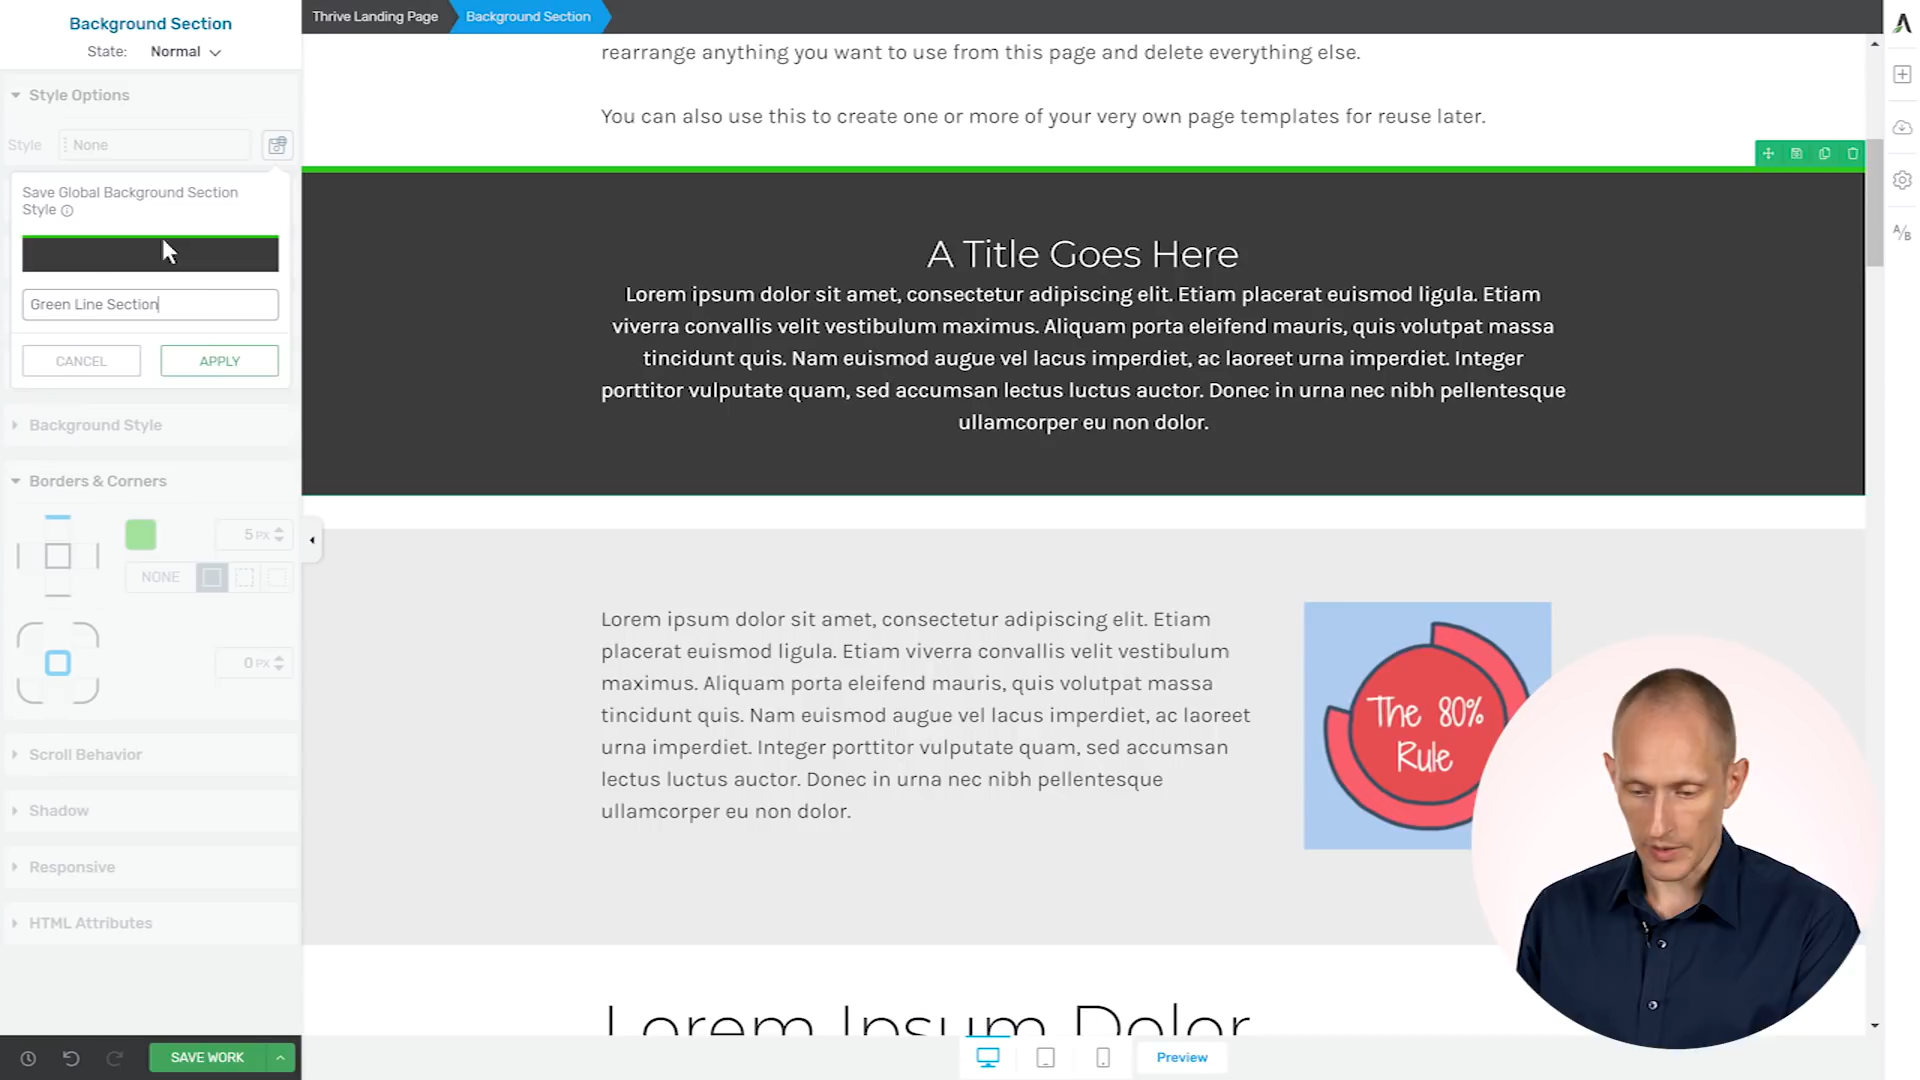 Background Section
State: Normal
Style Options
Style None
Save Global Background Section
Style
Green Line Section
CANCEL APPLY
Background Style
Borders & Corners
5 PX
NONE
0 PX
Scroll Behavior
Shadow
Responsive
HTML Attributes
SAVE WORK
Thrive Landing Page Background Section
rearrange anything you want to use from this page and delete everything else.
You can also use this to create one or more of your very own page templates for reuse later.
A Title Goes Here
Lorem ipsum dolor sit amet, consectetur adipiscing elit. Etiam placerat euismod ligula. Etiam
viverra convallis velit vestibulum maximus. Aliquam porta eleifend mauris, quis volutpat massa
tincidunt quis. Nam euismod augue vel lacus imperdiet, ac laoreet urna imperdiet. Integer
porttitor vulputate quam, sed accumsan lectus luctus auctor. Donec in urna nec nibh pellentesque
ullamcorper eu non dolor.
Lorem ipsum dolor sit amet, consectetur adipiscing elit. Etiam
placerat euismod ligula. Etiam viverra convallis velit vestibulum
maximus. Aliquam porta eleifend mauris, quis volutpat massa
tincidunt quis. Nam euismod augue vel lacus imperdiet, ac laoreet
urna imperdiet. Integer porttitor vulputate quam, sed accumsan
lectus luctus auctor. Donec in urna nec nibh pellentesque
ullamcorper eu non dolor.
The 80%
Rule
Lorem Ipsum Dolor
Preview
A/B